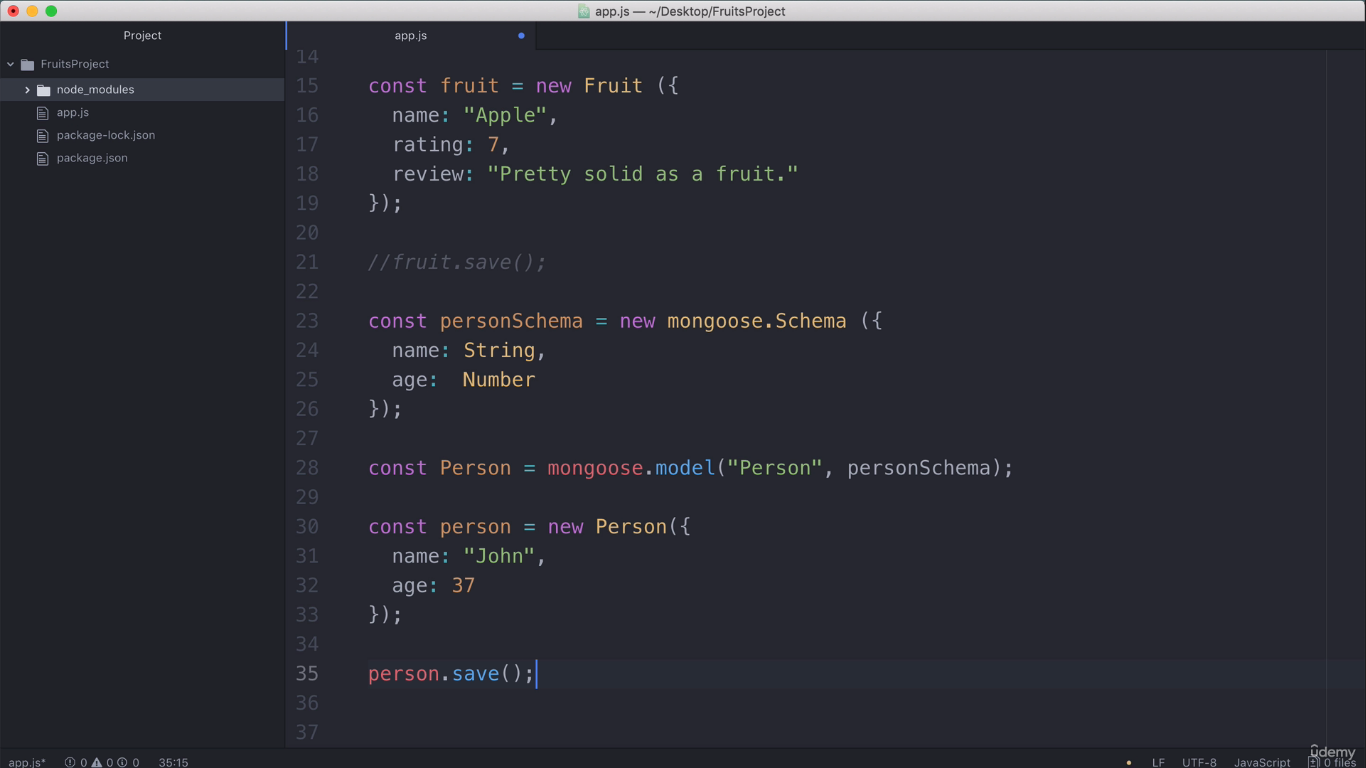 app.js — ~/Desktop/FruitsProject
Project
app.js
FruitsProject
node_modules
app.js
package-lock.json
package.json
14
15 const fruit = new Fruit ({
16 name: "Apple",
17 rating: 7,
18 review: "Pretty solid as a fruit."
19 });
20
21 //fruit.save();
22
23 const personSchema = new mongoose.Schema ({
24 name: String,
25 age:  Number
26 });
27
28 const Person = mongoose.model("Person", personSchema);
29
30 const person = new Person({
31 name: "John",
32 age: 37
33 });
34
35 person.save();
36
37
app.js* 0 0 0 35:15 LF UTF-8 JavaScript 0 files
udemy